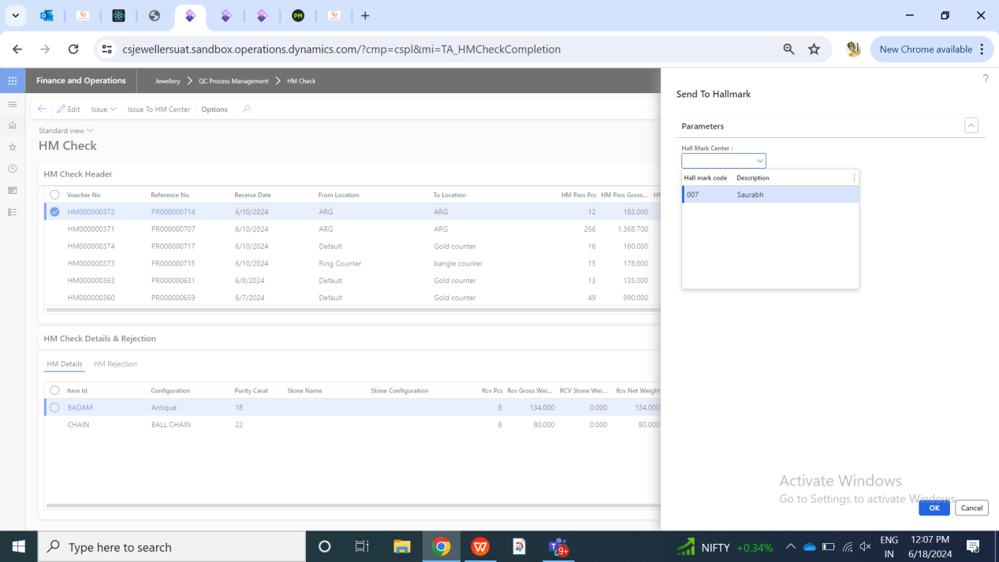 PM
csjewellersuat.sandbox.operations.dynamics.com/?cmp=cspl&mi=TA_HMCheckCompletion
New Chrome available
Finance and Operations
Jewellery > QC Process Management > HM Check
Edit Issue Issue To HM Center Options
Standard view
HM Check
HM Check Header
Voucher No Reference No Receive Date From Location To Location HM Pass Pcs HM Pass Gross...
HM000000372 PR000000714 6/10/2024 ARG ARG 12 183.000
HM000000371 PR000000707 6/10/2024 ARG ARG 266 1,368.700
HM000000374 PR000000717 6/10/2024 Default Gold counter 16 160.000
HM000000373 PR000000715 6/10/2024 Ring Counter bangle counter 15 178.000
HM000000363 PR000000631 6/8/2024 Default Gold counter 13 135.000
HM000000360 PR000000659 6/7/2024 Default Gold counter 49 990.000
HM Check Details & Rejection
HM Details HM Rejection
Item Id Configuration Purity Carat Stone Name Stone Configuration Rcv Pcs Rcv Gross Wei... RCV Stone Wei... Rcv Net Weight
BADAM Antique 18 8 134.000 0.000 134.000
CHAIN BALL CHAIN 22 8 80.000 0.000 80.000
?
Send To Hallmark
Parameters
Hall Mark Center :
Hall mark code Description
007 Saurabh
Activate Windows
Go to Settings to activate Windows.
OK Cancel
Type here to search
W
9+
NIFTY +0.34%
ENG
IN
12:07 PM
6/18/2024